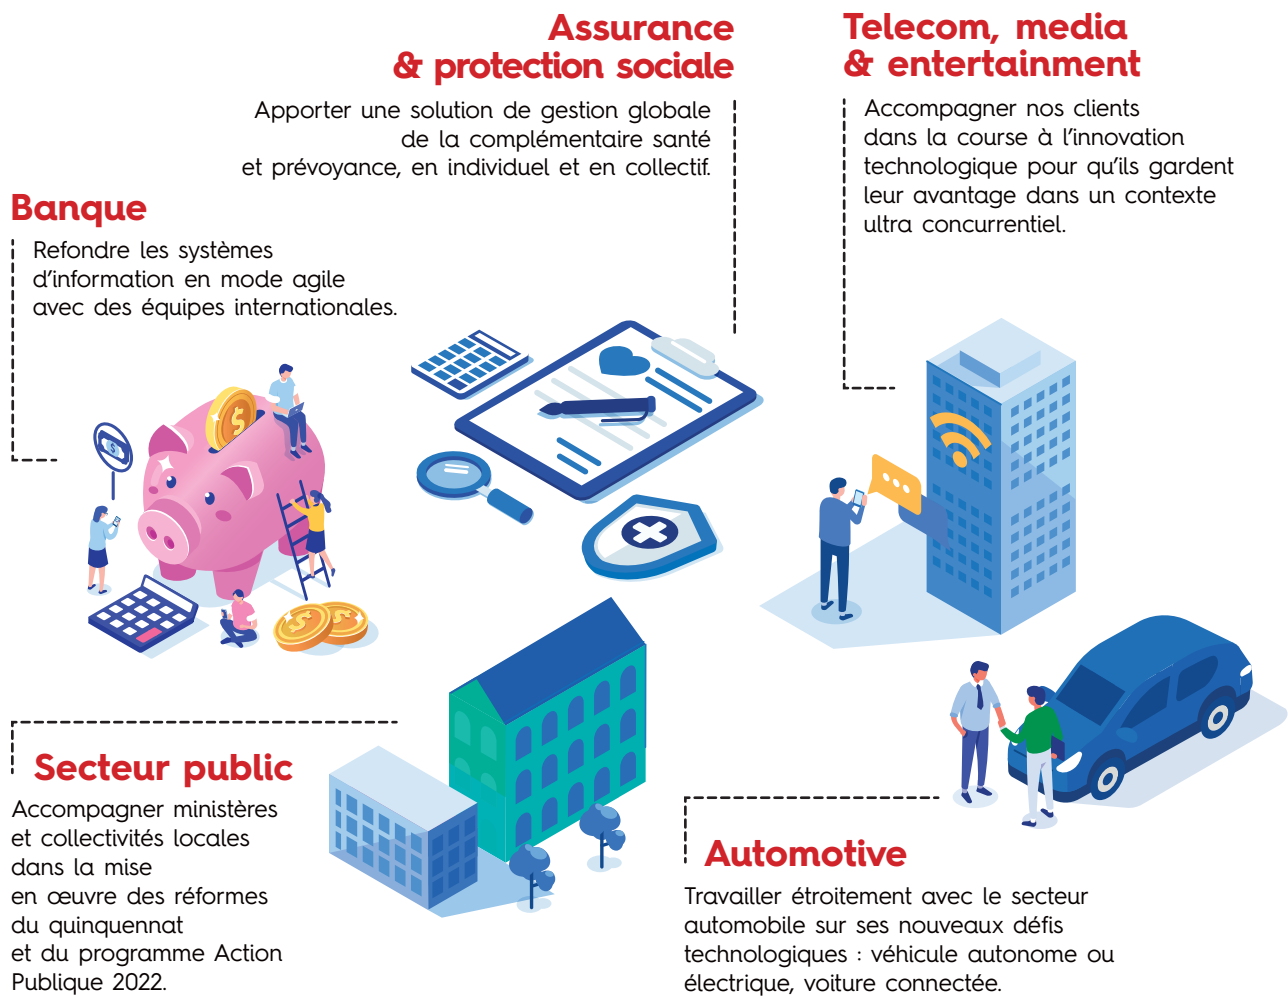 Assurance
& protection sociale
Apporter une solution de gestion globale
de la complémentaire santé
et prévoyance, en individuel et en collectif.
Telecom, media
& entertainment
Accompagner nos clients
dans la course à l’innovation
technologique pour qu’ils gardent
leur avantage dans un contexte
ultra concurrentiel.
Banque
Refondre les systèmes
d’information en mode agile
avec des équipes internationales.
Secteur public
Accompagner ministères
et collectivités locales
dans la mise
en œuvre des réformes
du quinquennat
et du programme Action
Publique 2022.
Automotive
Travailler étroitement avec le secteur
automobile sur ses nouveaux défis
technologiques : véhicule autonome ou
électrique, voiture connectée.